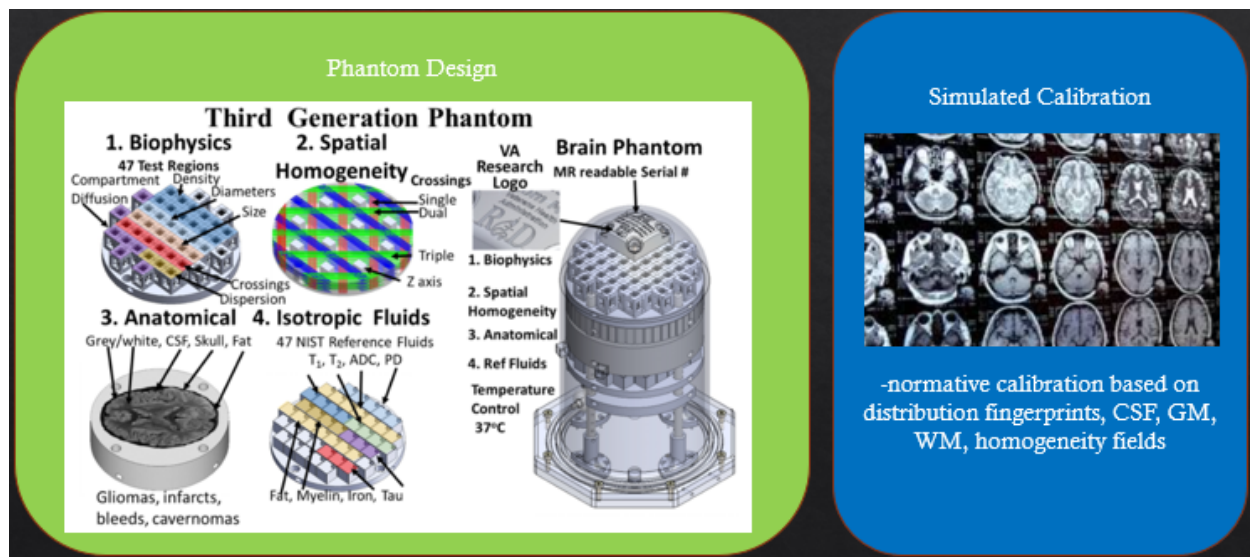 Phantom Design
Third Generation Phantom
1. Biophysics
47 Test Regions
Compartment
Density
Diffusion
Diameters
Size
Crossings
Dispersion
2. Spatial
Homogeneity
Crossings
Single
Dual
Triple
Z axis
VA
Research
Logo
Brain Phantom
MR readable Serial #
R&D
1. Biophysics
2. Spatial
Homogeneity
3. Anatomical
4. Ref Fluids
Temperature
Control
37°C
3. Anatomical
Grey/white, CSF, Skull, Fat
Gliomas, infarcts,
bleeds, cavernomas
4. Isotropic Fluids
47 NIST Reference Fluids
T₁, T₂, ADC, PD
Fat, Myelin, Iron, Tau
Simulated Calibration
-normative calibration based on
distribution fingerprints, CSF, GM,
WM, homogeneity fields